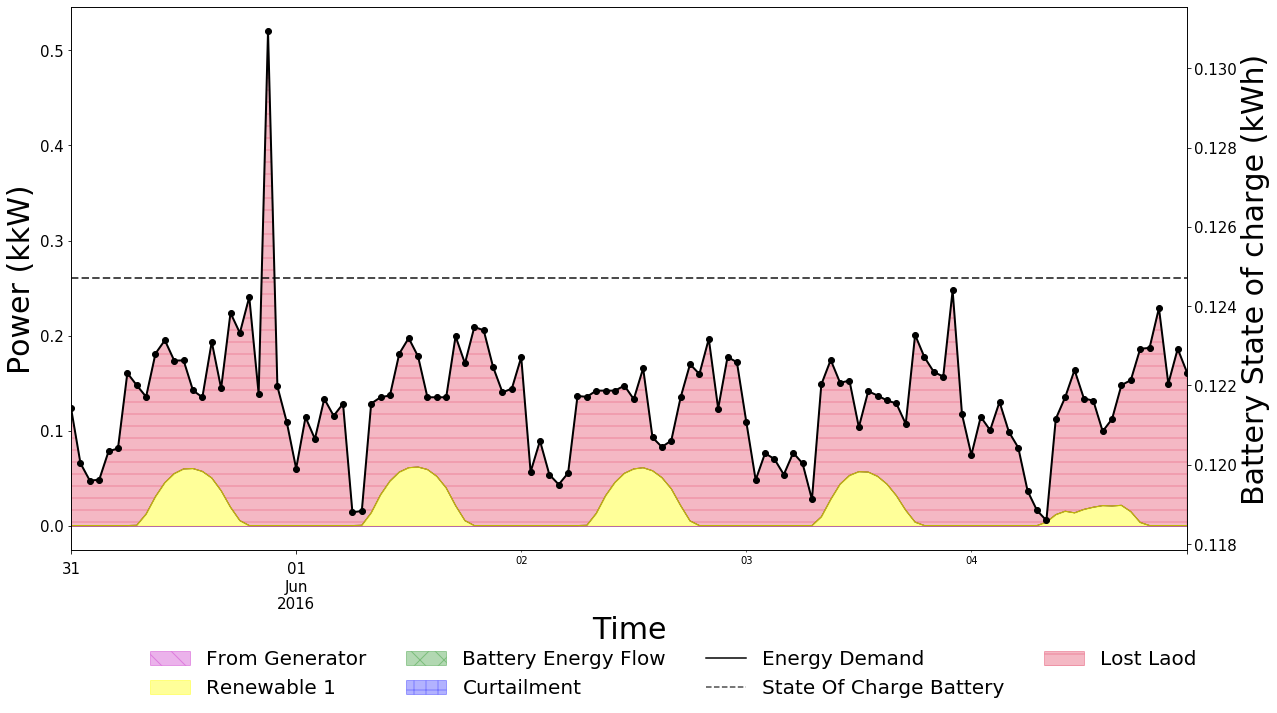 0.5
0.4
0.3
0.2
0.1
0.0
Power (kkW)
0.130
0.128
0.126
0.124
0.122
0.120
0.118
Battery State of charge (kWh)
31
01
Jun
2016
02
03
04
Time
From Generator
Battery Energy Flow
Energy Demand
Lost Laod
Renewable 1
Curtailment
State Of Charge Battery